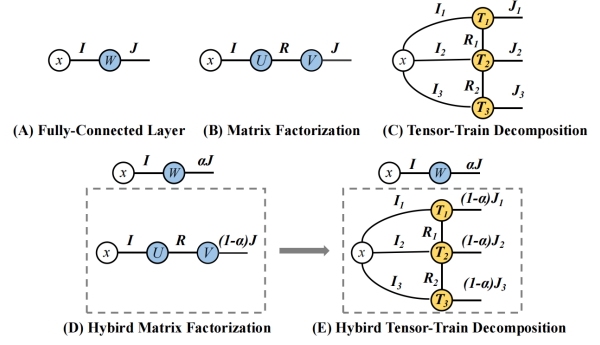 x I W J
x I U R V J
x I1 I2 I3 T1 T2 T3 R1 R2 J1 J2 J3
(A) Fully-Connected Layer
(B) Matrix Factorization
(C) Tensor-Train Decomposition
x I W αJ
x I U R V (1-α)J
(D) Hybird Matrix Factorization
x I W αJ
x I1 I2 I3 T1 T2 T3 R1 R2 (1-α)J1 (1-α)J2 (1-α)J3
(E) Hybird Tensor-Train Decomposition